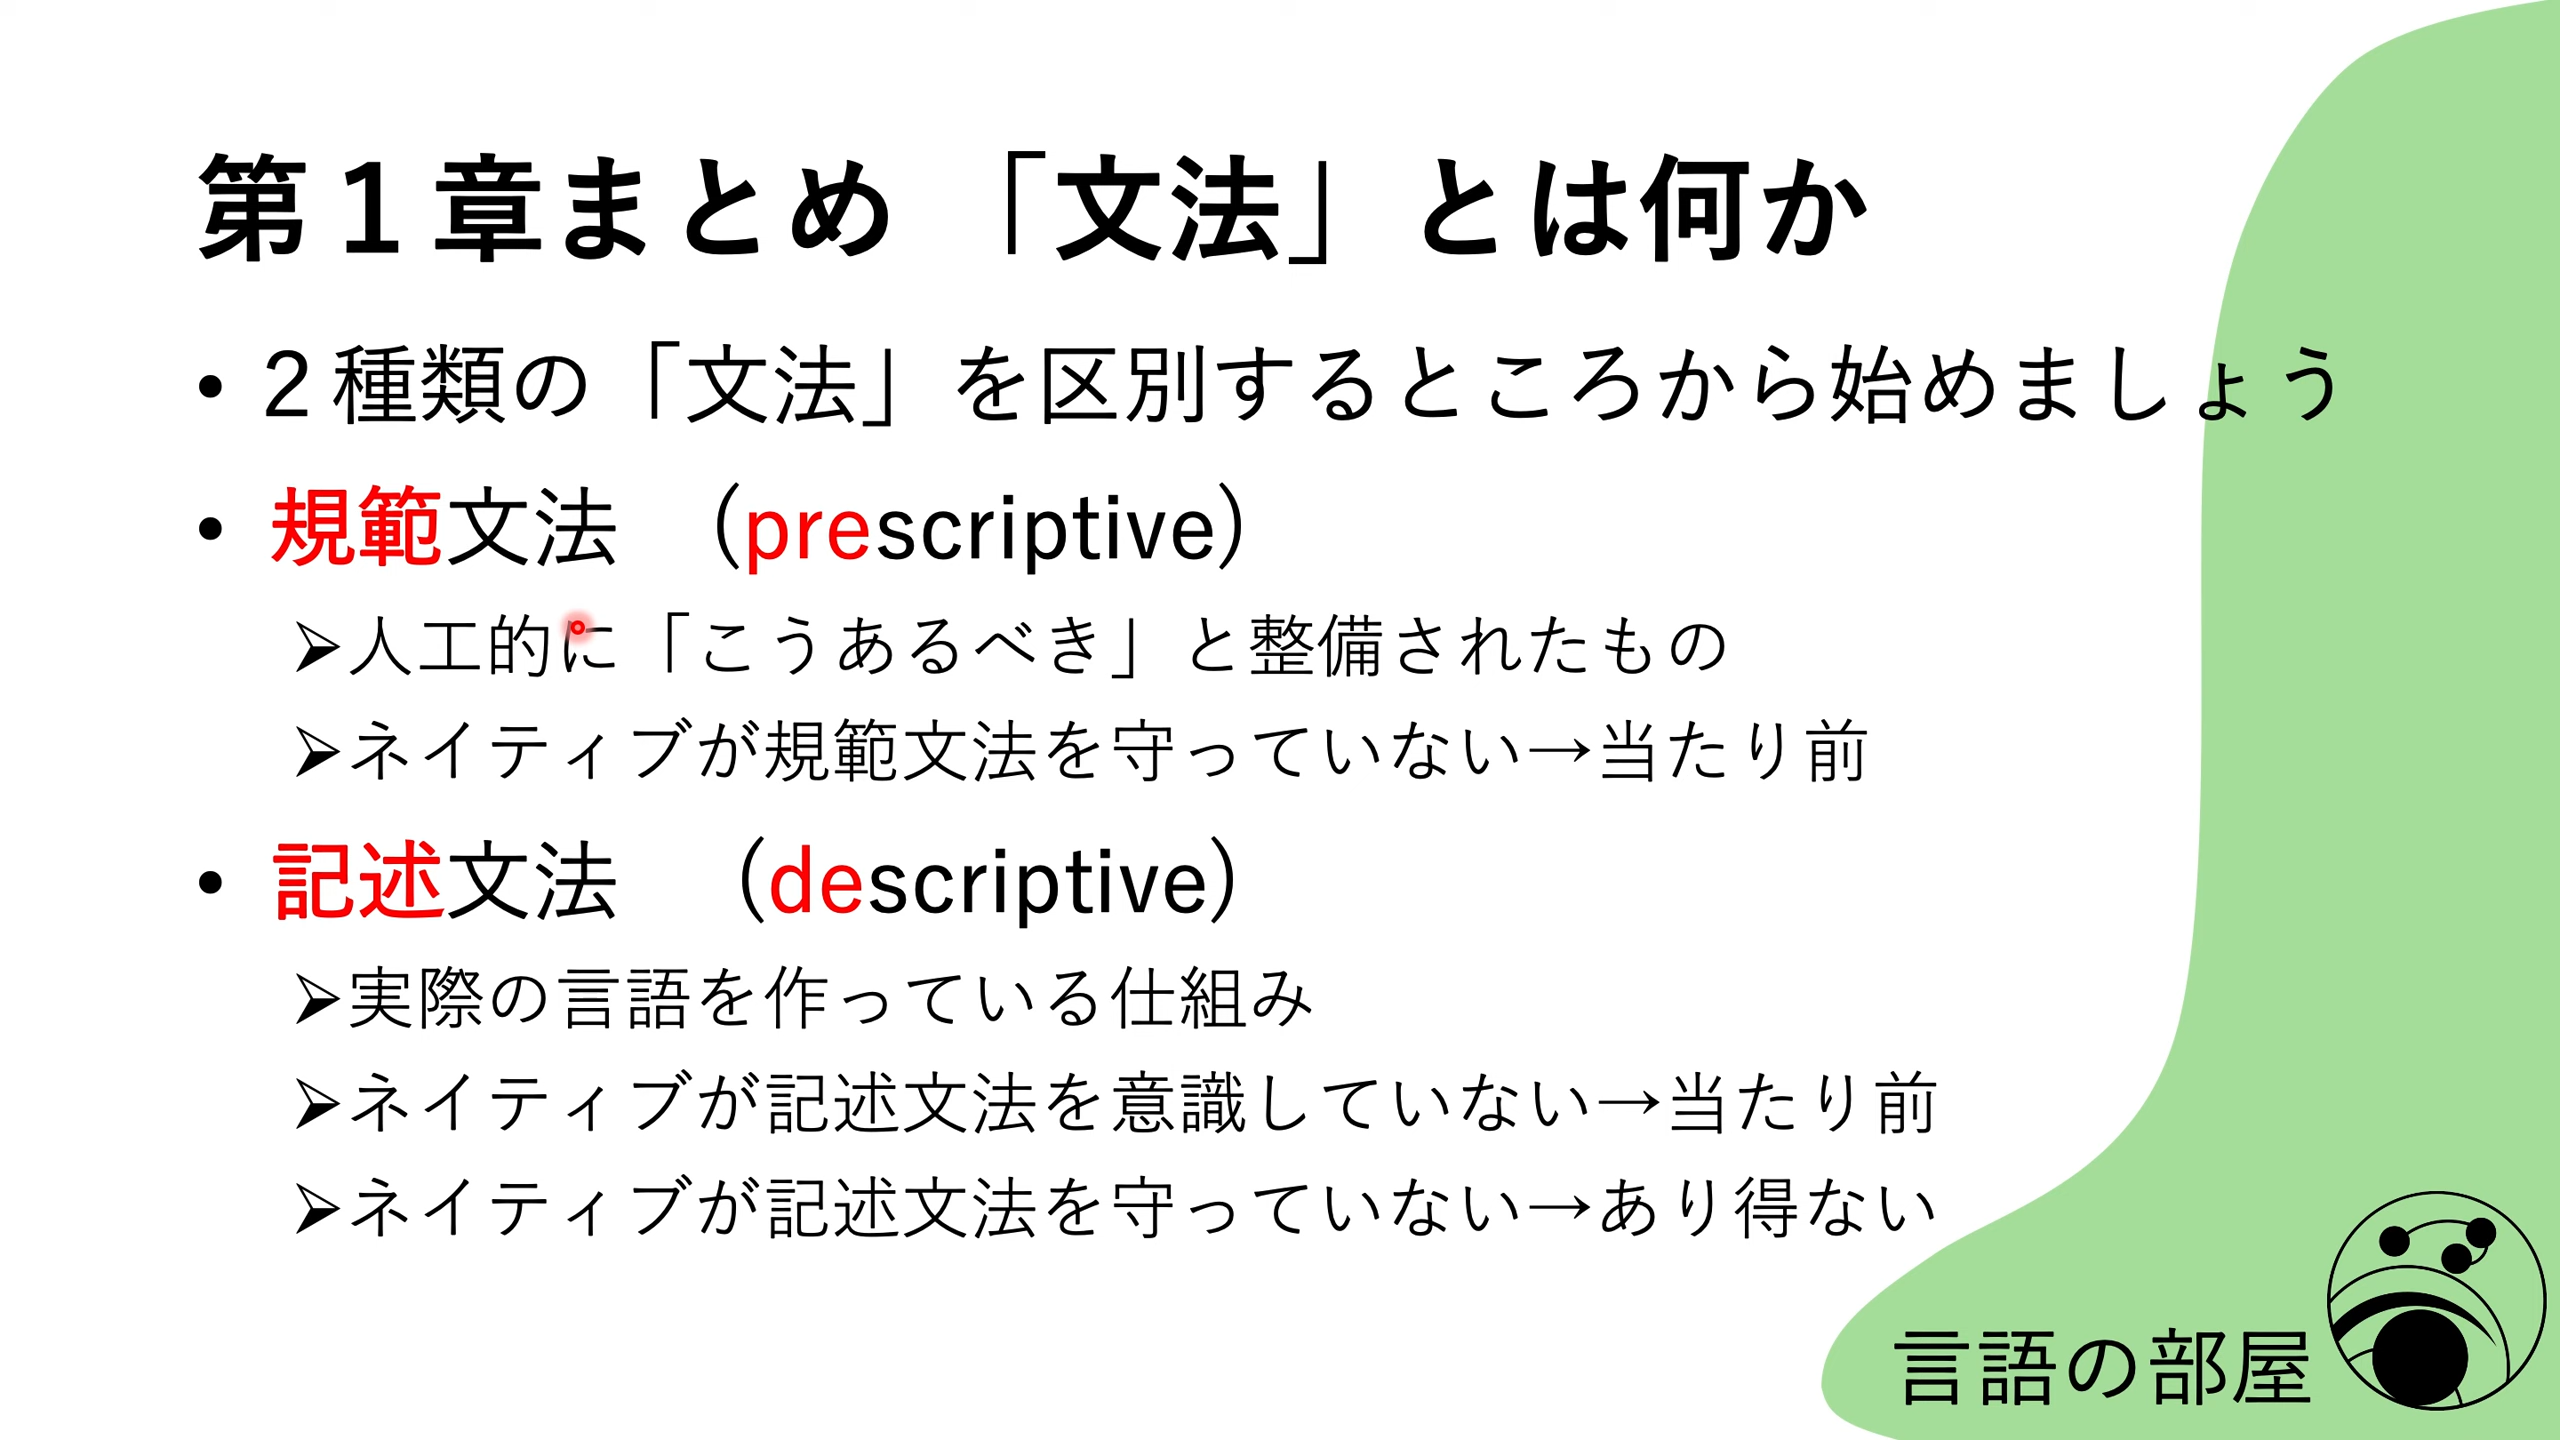 第１章まとめ 「文法」とは何か
• ２種類の「文法」を区別するところから始めましょう
• 規範文法 （prescriptive）
➢人工的に「こうあるべき」と整備されたもの
➢ネイティブが規範文法を守っていない→当たり前
• 記述文法 （descriptive）
➢実際の言語を作っている仕組み
➢ネイティブが記述文法を意識していない→当たり前
➢ネイティブが記述文法を守っていない→あり得ない
言語の部屋